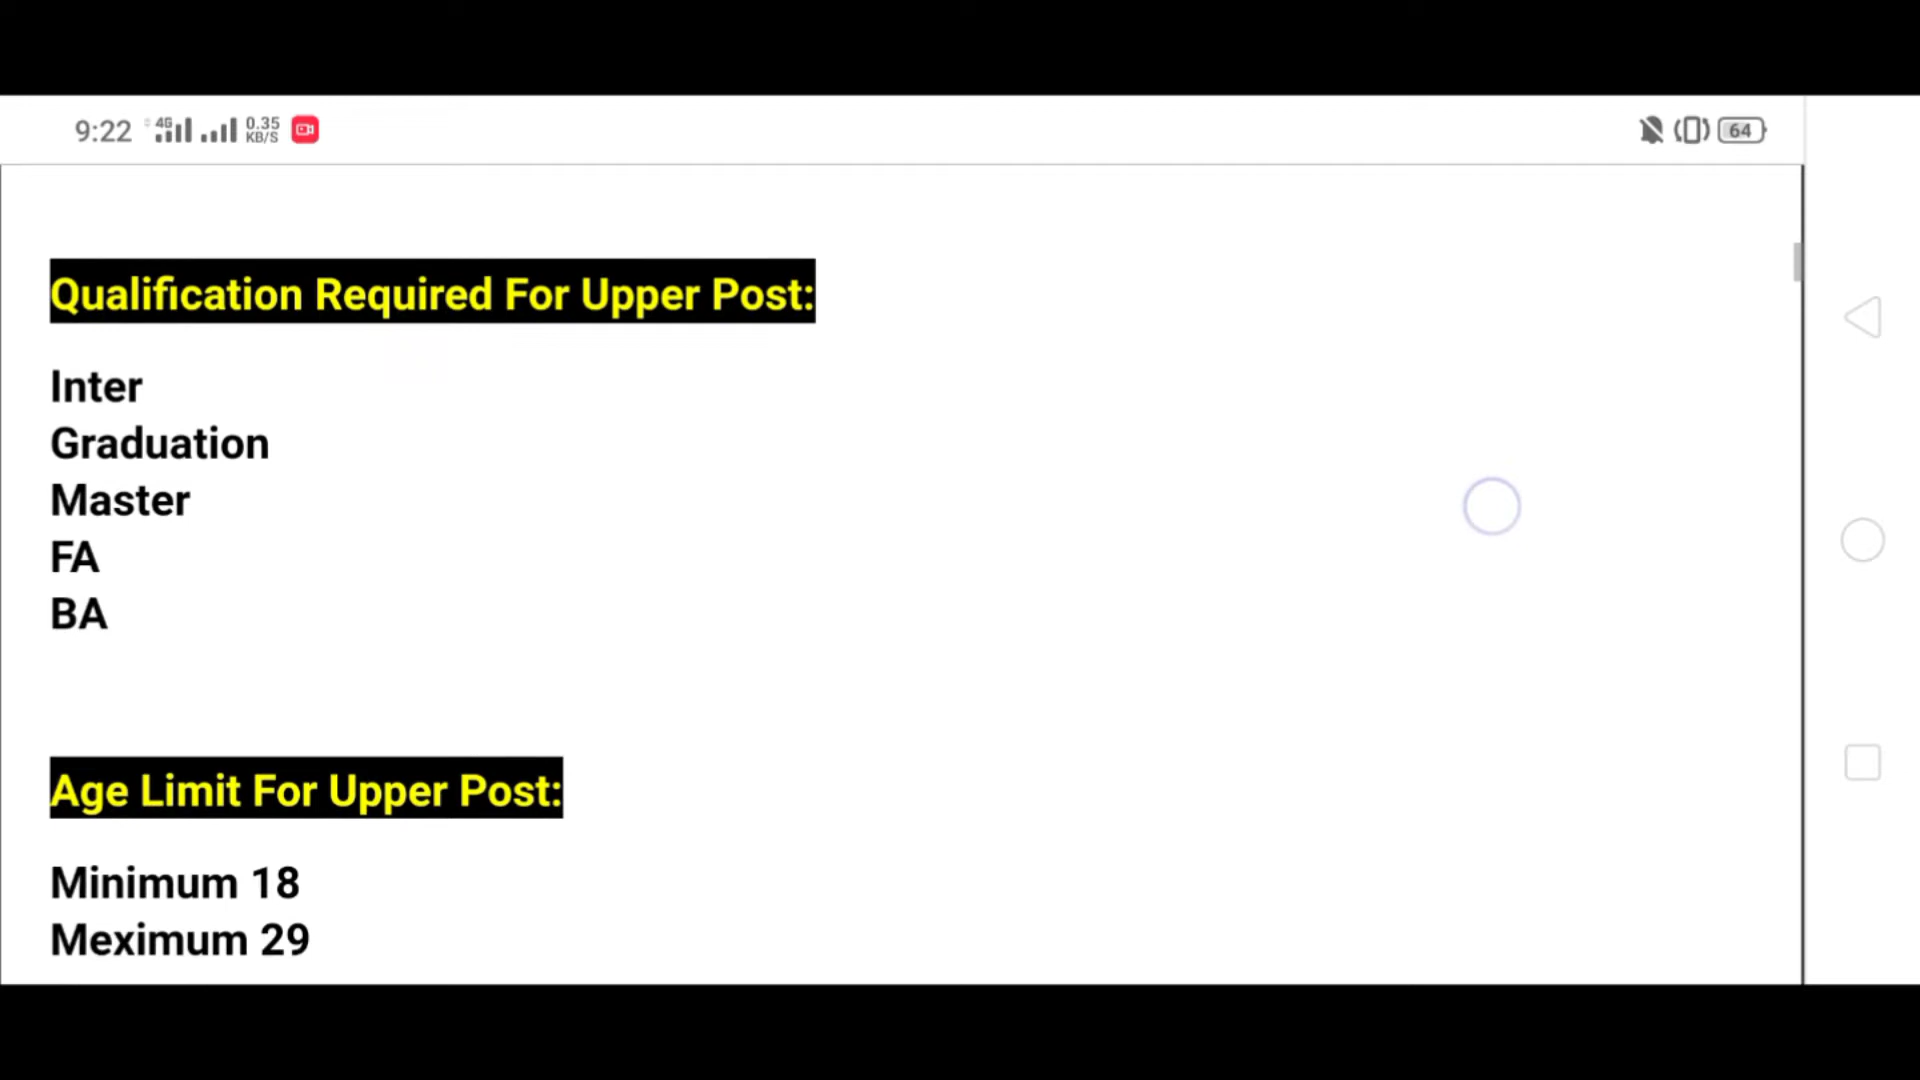 9:22 4G 0.35 KB/S 64
Qualification Required For Upper Post:
Inter
Graduation
Master
FA
BA
Age Limit For Upper Post:
Minimum 18
Meximum 29